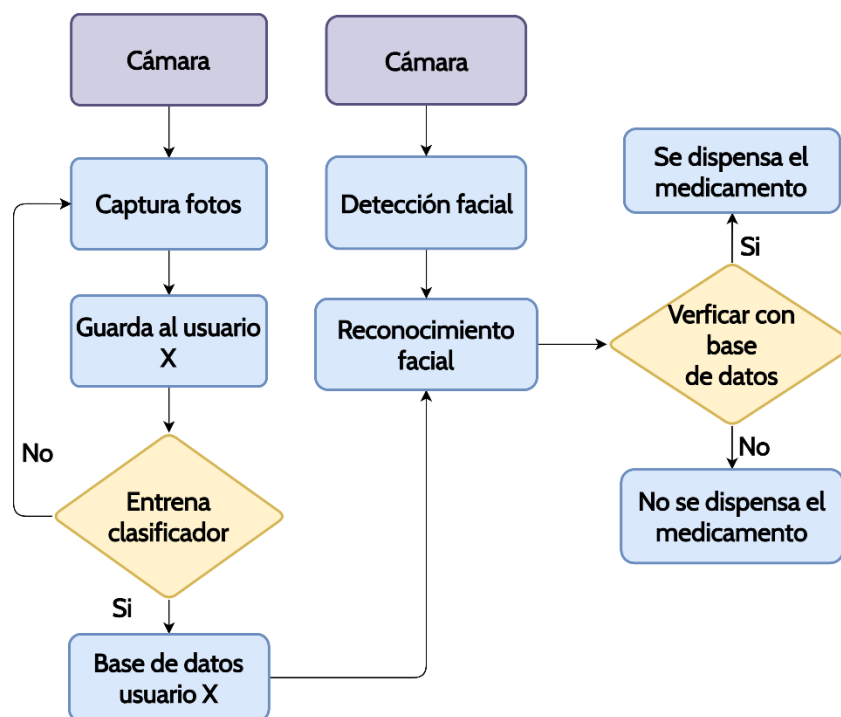 Cámara
Captura fotos
Guarda al usuario
X
No
Entrena
clasificador
Si
Base de datos
usuario X
Cámara
Detección facial
Reconocimiento
facial
Se dispensa el
medicamento
Si
Verficar con
base
de datos
No
No se dispensa el
medicamento